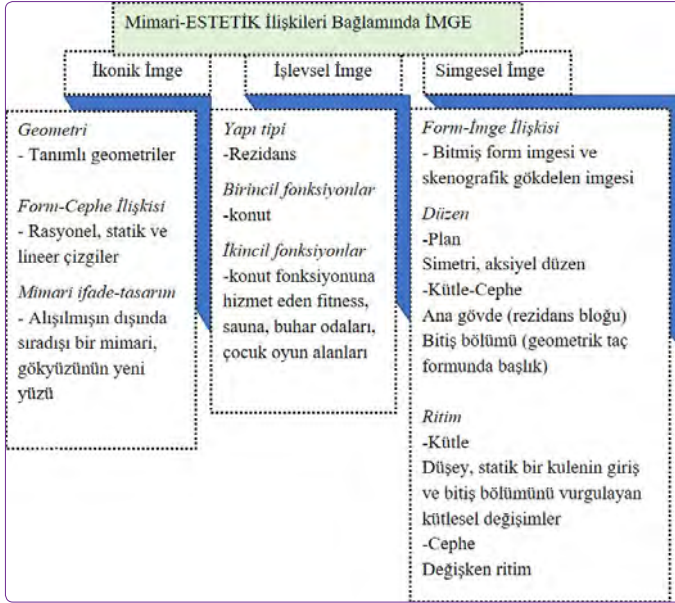 Mimari-ESTETİK İlişkileri Bağlamında İMGE
İkonik İmge
Geometri
- Tanımlı geometriler
Form-Cephe İlişkisi
- Rasyonel, statik ve
lineer çizgiler
Mimari ifade-tasarım
- Alışılmışın dışında
sıradışı bir mimari,
gökyüzünün yeni
yüzü
İşlevsel İmge
Yapı tipi
-Rezidans
Birincil fonksiyonlar
-konut
İkincil fonksiyonlar
-konut fonksiyonuna
hizmet eden fitness,
sauna, buhar odaları,
çocuk oyun alanları
Simgesel İmge
Form-İmge İlişkisi
- Bitmiş form imgesi ve
skenografik gökdelen imgesi
Düzen
-Plan
Simetri, aksiyel düzen
-Kütle-Cephe
Ana gövde (rezidans bloğu)
Bitiş bölümü (geometrik taç
formunda başlık)
Ritim
-Kütle
Düşey, statik bir kulenin giriş
ve bitiş bölümünü vurgulayan
kütlesel değişimler
-Cephe
Değişken ritim